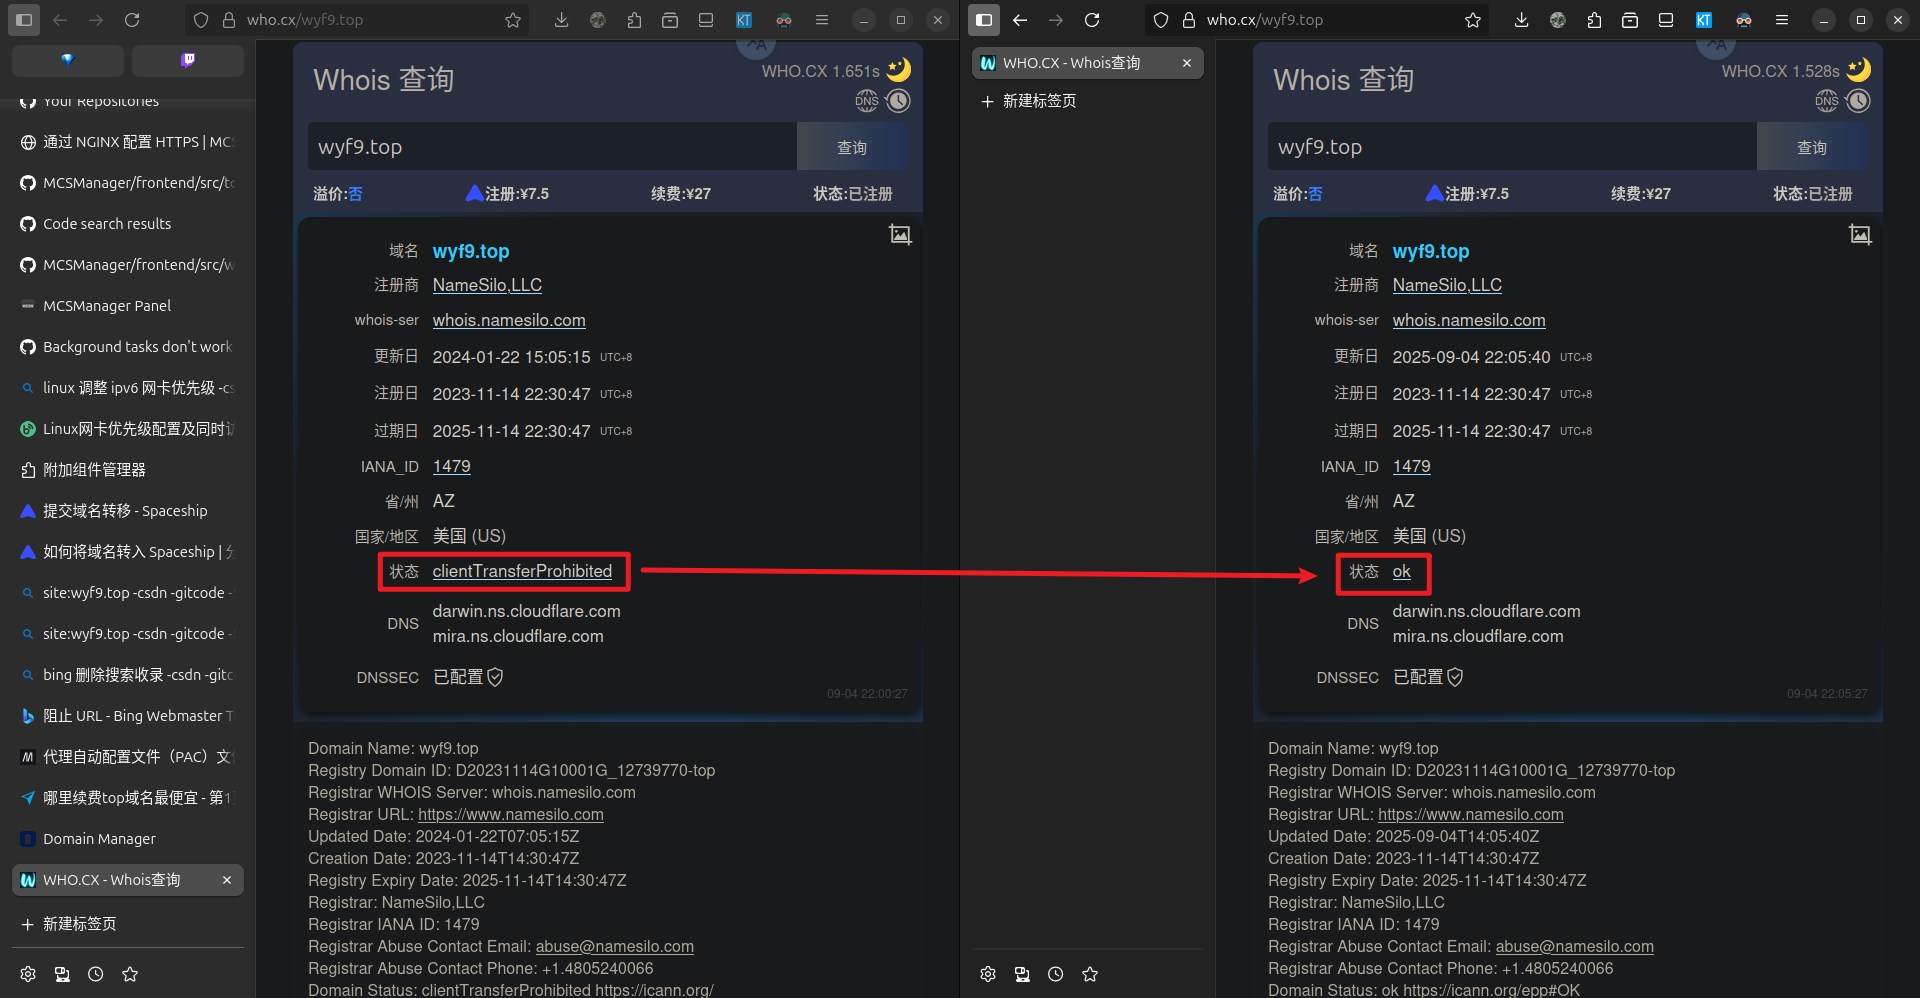 who.cx/wyf9.top
Your Repositories
通过 NGINX 配置 HTTPS | MCS
MCSManager/frontend/src/to
Code search results
MCSManager/frontend/src/w
MCSManager Panel
Background tasks don't work
linux 调整 ipv6 网卡优先级 -cs
Linux网卡优先级配置及同时访
附加组件管理器
提交域名转移 - Spaceship
如何将域名转入 Spaceship | 分
site:wyf9.top -csdn -gitcode -
site:wyf9.top -csdn -gitcode -
bing 删除搜索收录 -csdn -gitc
阻止 URL - Bing Webmaster T
代理自动配置文件（PAC）文件
哪里续费top域名最便宜 - 第1
Domain Manager
WHO.CX - Whois查询
新建标签页
Whois 查询
WHO.CX 1.651s
DNS
wyf9.top
查询
溢价:否
注册:¥7.5
续费:¥27
状态:已注册
域名 wyf9.top
注册商 NameSilo,LLC
whois-ser whois.namesilo.com
更新日 2024-01-22 15:05:15 UTC+8
注册日 2023-11-14 22:30:47 UTC+8
过期日 2025-11-14 22:30:47 UTC+8
IANA_ID 1479
省/州 AZ
国家/地区 美国 (US)
状态 clientTransferProhibited
DNS darwin.ns.cloudflare.com
mira.ns.cloudflare.com
DNSSEC 已配置
09-04 22:00:27
Domain Name: wyf9.top
Registry Domain ID: D20231114G10001G_12739770-top
Registrar WHOIS Server: whois.namesilo.com
Registrar URL: https://www.namesilo.com
Updated Date: 2024-01-22T07:05:15Z
Creation Date: 2023-11-14T14:30:47Z
Registry Expiry Date: 2025-11-14T14:30:47Z
Registrar: NameSilo,LLC
Registrar IANA ID: 1479
Registrar Abuse Contact Email: abuse@namesilo.com
Registrar Abuse Contact Phone: +1.4805240066
Domain Status: clientTransferProhibited https://icann.org/
who.cx/wyf9.top
WHO.CX - Whois查询
新建标签页
Whois 查询
WHO.CX 1.528s
DNS
wyf9.top
查询
溢价:否
注册:¥7.5
续费:¥27
状态:已注册
域名 wyf9.top
注册商 NameSilo,LLC
whois-ser whois.namesilo.com
更新日 2025-09-04 22:05:40 UTC+8
注册日 2023-11-14 22:30:47 UTC+8
过期日 2025-11-14 22:30:47 UTC+8
IANA_ID 1479
省/州 AZ
国家/地区 美国 (US)
状态 ok
DNS darwin.ns.cloudflare.com
mira.ns.cloudflare.com
DNSSEC 已配置
09-04 22:05:27
Domain Name: wyf9.top
Registry Domain ID: D20231114G10001G_12739770-top
Registrar WHOIS Server: whois.namesilo.com
Registrar URL: https://www.namesilo.com
Updated Date: 2025-09-04T14:05:40Z
Creation Date: 2023-11-14T14:30:47Z
Registry Expiry Date: 2025-11-14T14:30:47Z
Registrar: NameSilo,LLC
Registrar IANA ID: 1479
Registrar Abuse Contact Email: abuse@namesilo.com
Registrar Abuse Contact Phone: +1.4805240066
Domain Status: ok https://icann.org/epp#OK